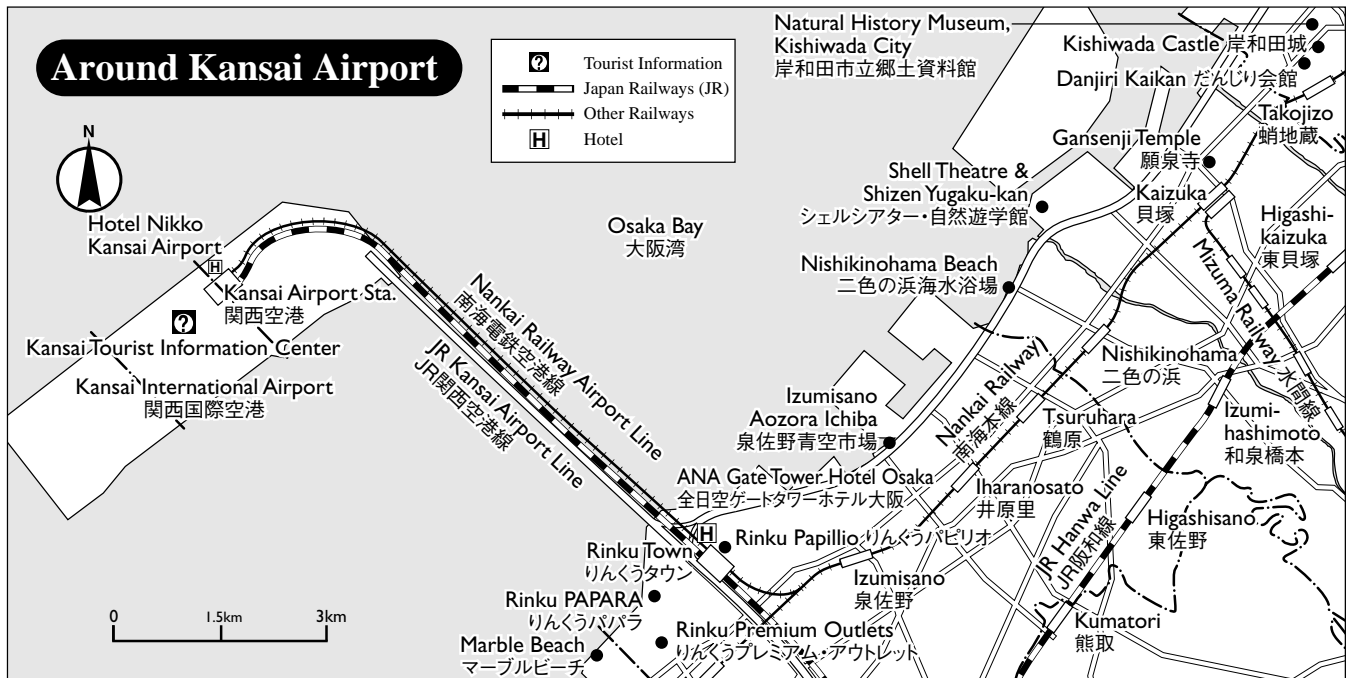 Around Kansai Airport
N
?
Tourist Information
Japan Railways (JR)
Other Railways
H
Hotel
Natural History Museum,
Kishiwada City
岸和田市立郷土資料館
Kishiwada Castle 岸和田城
Danjiri Kaikan だんじり会館
Takojizo
蛸地蔵
Gansenji Temple
願泉寺
Shell Theatre &
Shizen Yugaku-kan
シェルシアター・自然遊学館
Kaizuka
貝塚
Higashi-
kaizuka
東貝塚
Mizuma Railway 水間線
Osaka Bay
大阪湾
Nishikinohama Beach
二色の浜海水浴場
Hotel Nikko
Kansai Airport
H
Kansai Airport Sta.
関西空港
?
Kansai Tourist Information Center
Kansai International Airport
関西国際空港
Nankai Railway Airport Line
南海電鉄空港線
JR Kansai Airport Line
JR関西空港線
Nankai Railway
南海本線
Nishikinohama
二色の浜
Izumisano
Aozora Ichiba
泉佐野青空市場
Tsuruhara
鶴原
Izumi-
hashimoto
和泉橋本
ANA Gate Tower Hotel Osaka
全日空ゲートタワーホテル大阪
Iharanosato
井原里
JR Hanwa Line
JR阪和線
Higashisano
東佐野
H
Rinku Papillio りんくうパピリオ
Rinku Town
りんくうタウン
Izumisano
泉佐野
Rinku PAPARA
りんくうパパラ
Kumatori
熊取
Rinku Premium Outlets
りんくうプレミアム・アウトレット
Marble Beach
マーブルビーチ
0 1.5km 3km